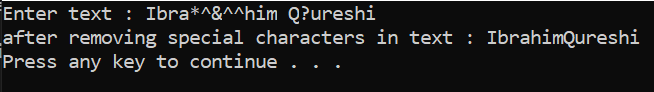 Enter text : Ibra*^&^^him Q?ureshi
after removing special characters in text : IbrahimQureshi
Press any key to continue . . .